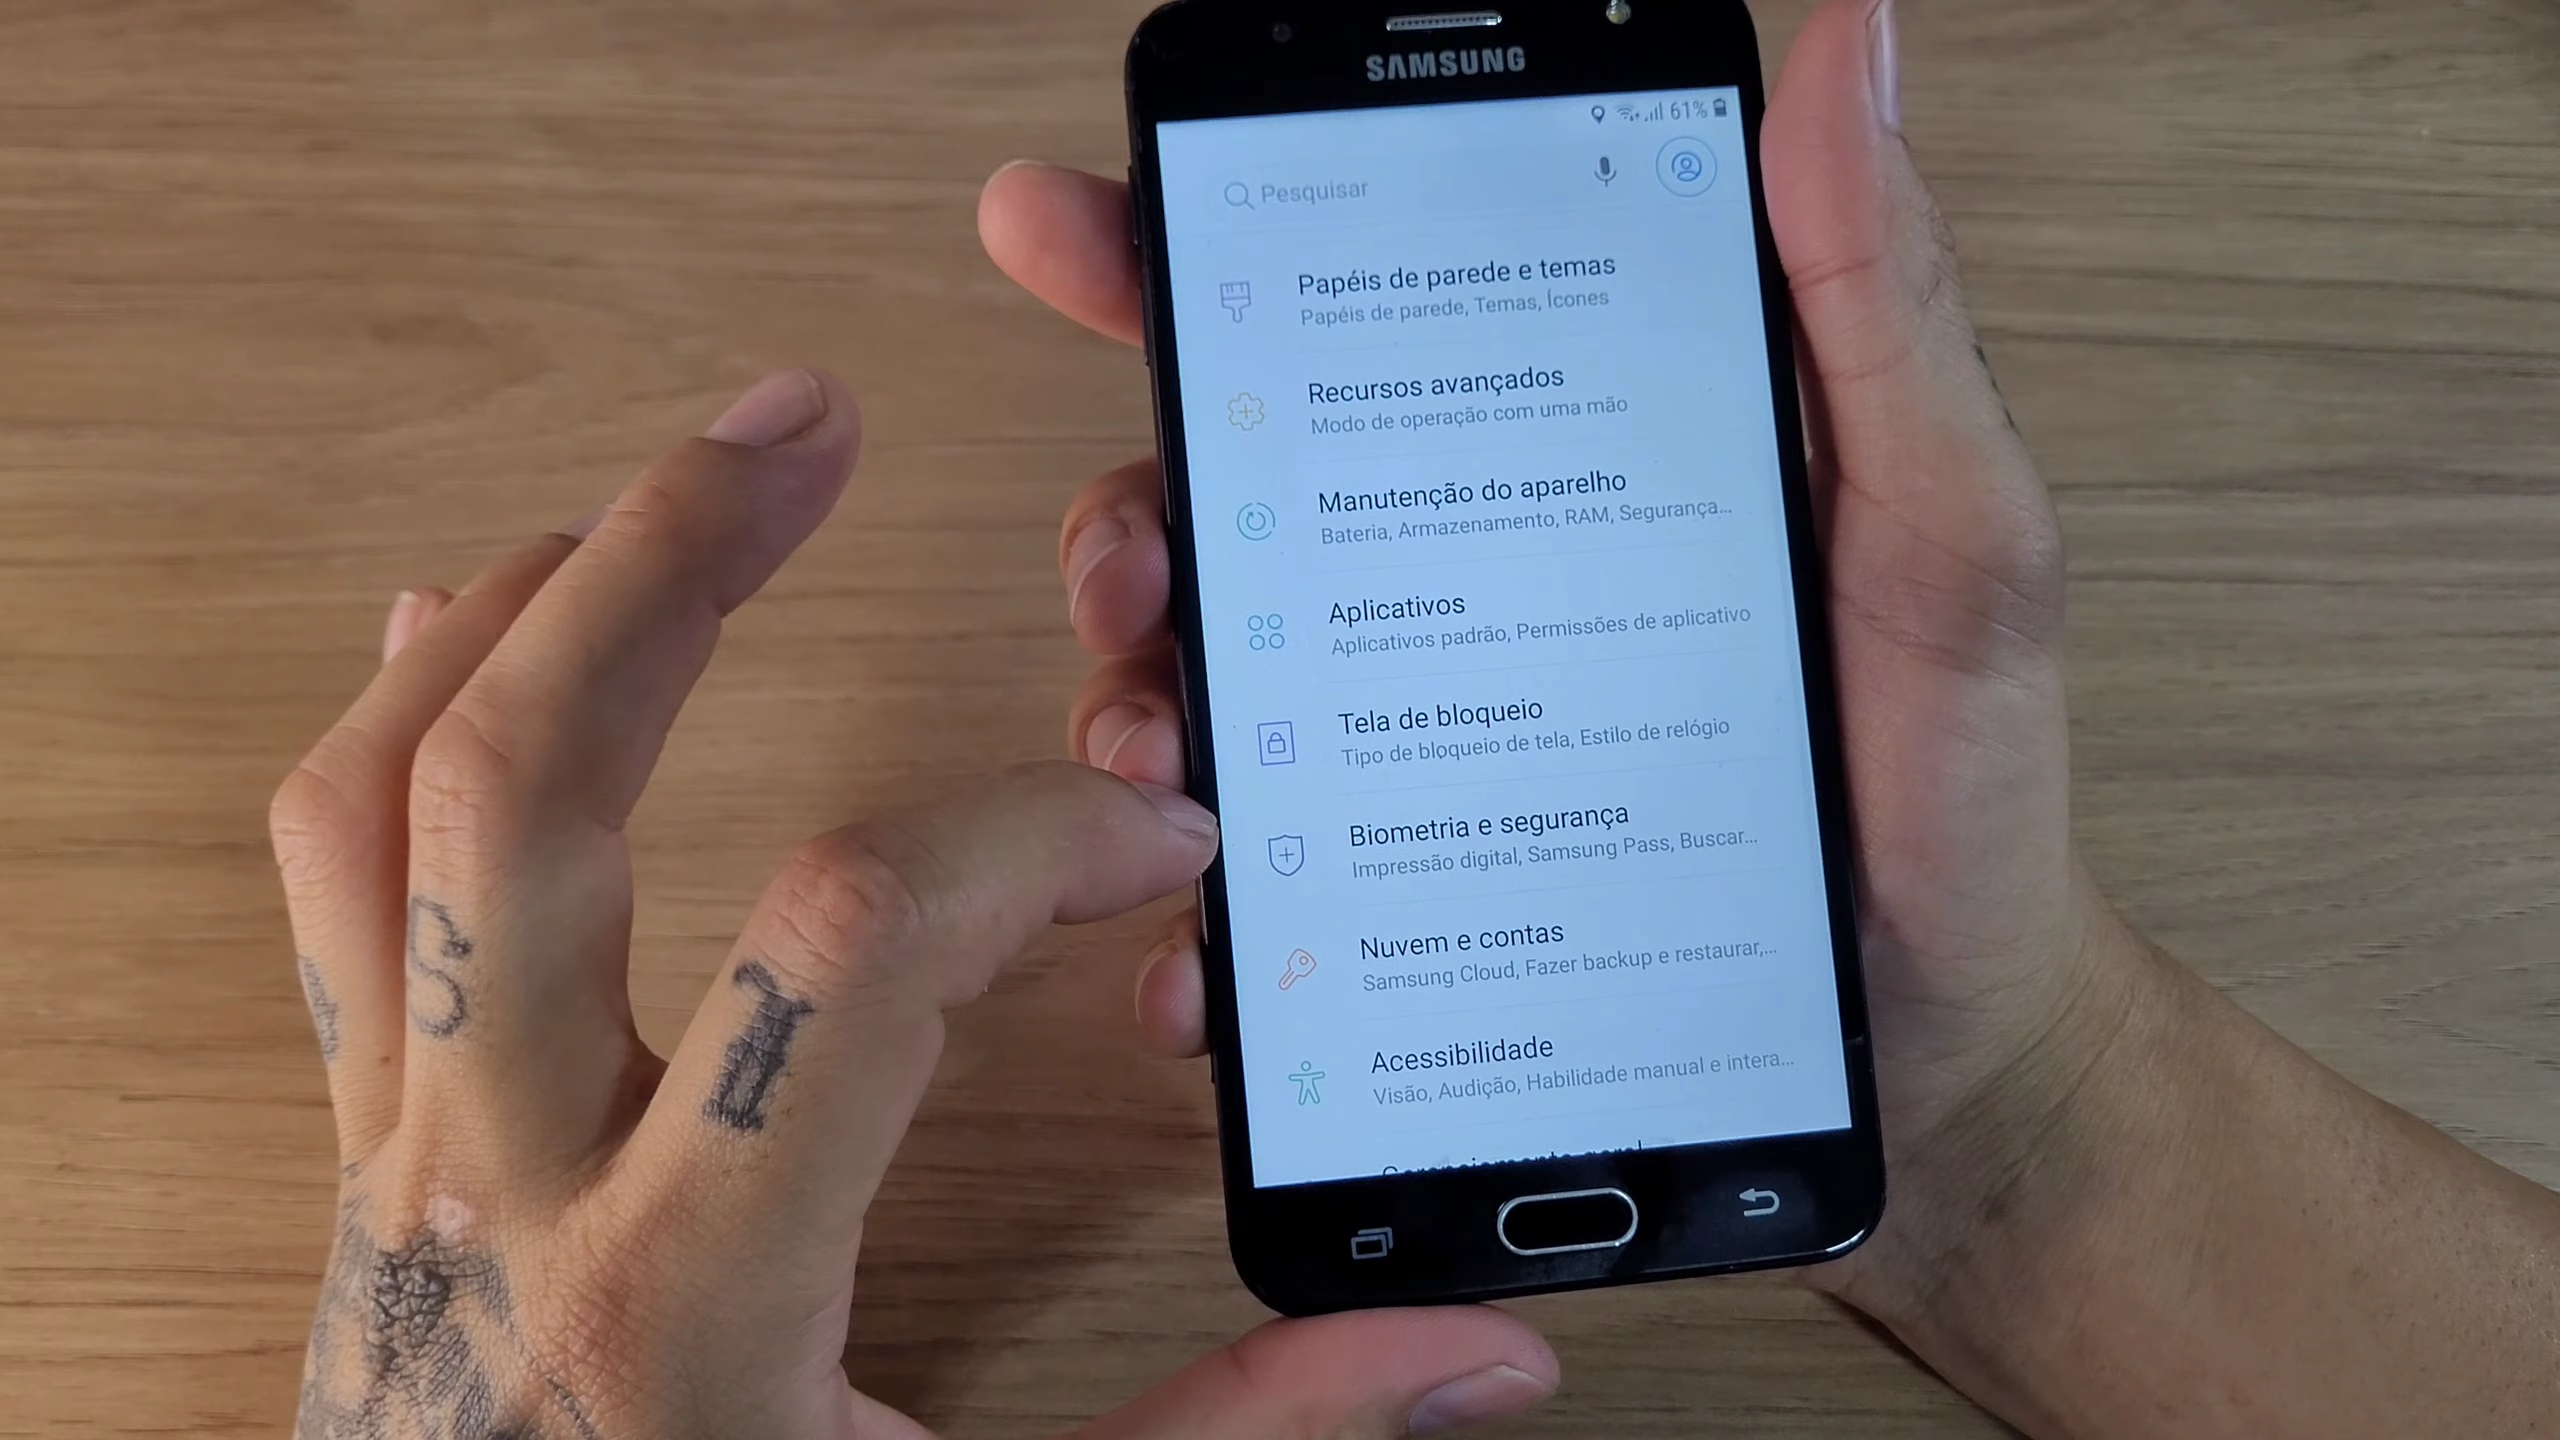 SAMSUNG
61%
Pesquisar
Papéis de parede e temas
Papéis de parede, Temas, Ícones
Recursos avançados
Modo de operação com uma mão
Manutenção do aparelho
Bateria, Armazenamento, RAM, Segurança...
Aplicativos
Aplicativos padrão, Permissões de aplicativo
Tela de bloqueio
Tipo de bloqueio de tela, Estilo de relógio
Biometria e segurança
Impressão digital, Samsung Pass, Buscar...
Nuvem e contas
Samsung Cloud, Fazer backup e restaurar,...
Acessibilidade
Visão, Audição, Habilidade manual e intera...
S